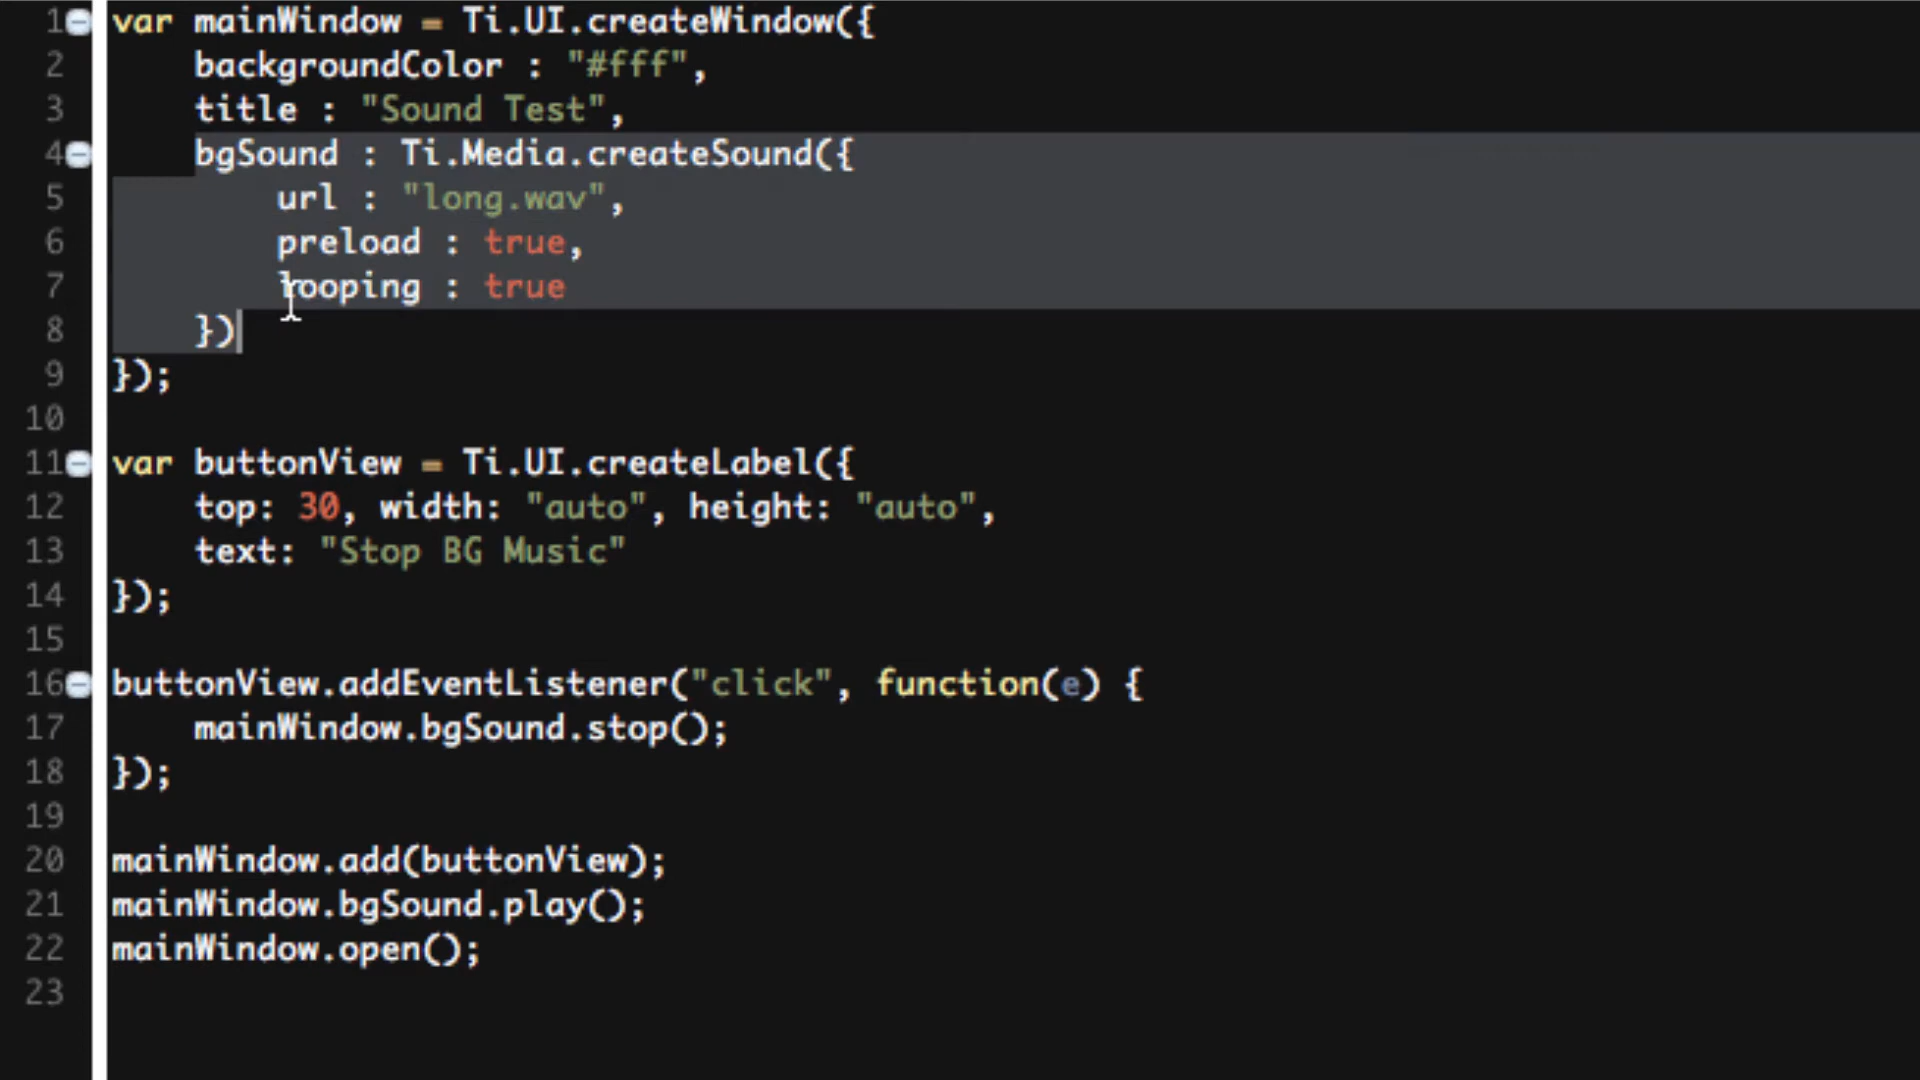 1 var mainWindow = Ti.UI.createWindow({
2 backgroundColor : "#fff",
3 title : "Sound Test",
4 bgSound : Ti.Media.createSound({
5 url : "long.wav",
6 preload : true,
7 looping : true
8 })
9 });
10
11 var buttonView = Ti.UI.createLabel({
12 top: 30, width: "auto", height: "auto",
13 text: "Stop BG Music"
14 });
15
16 buttonView.addEventListener("click", function(e) {
17 mainWindow.bgSound.stop();
18 });
19
20 mainWindow.add(buttonView);
21 mainWindow.bgSound.play();
22 mainWindow.open();
23